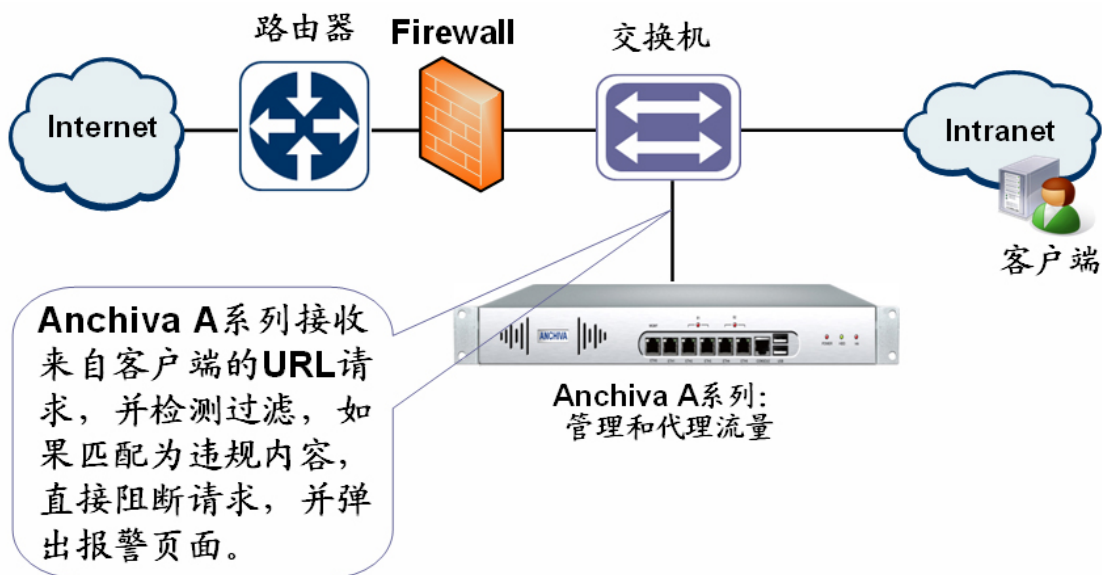 路由器
Firewall
交换机
Internet
Intranet
客户端
Anchiva A系列接收
来自客户端的URL请
求，并检测过滤，如
果匹配为违规内容，
直接阻断请求，并弹
出报警页面。
ANCHIVA
Anchiva A系列：
管理和代理流量